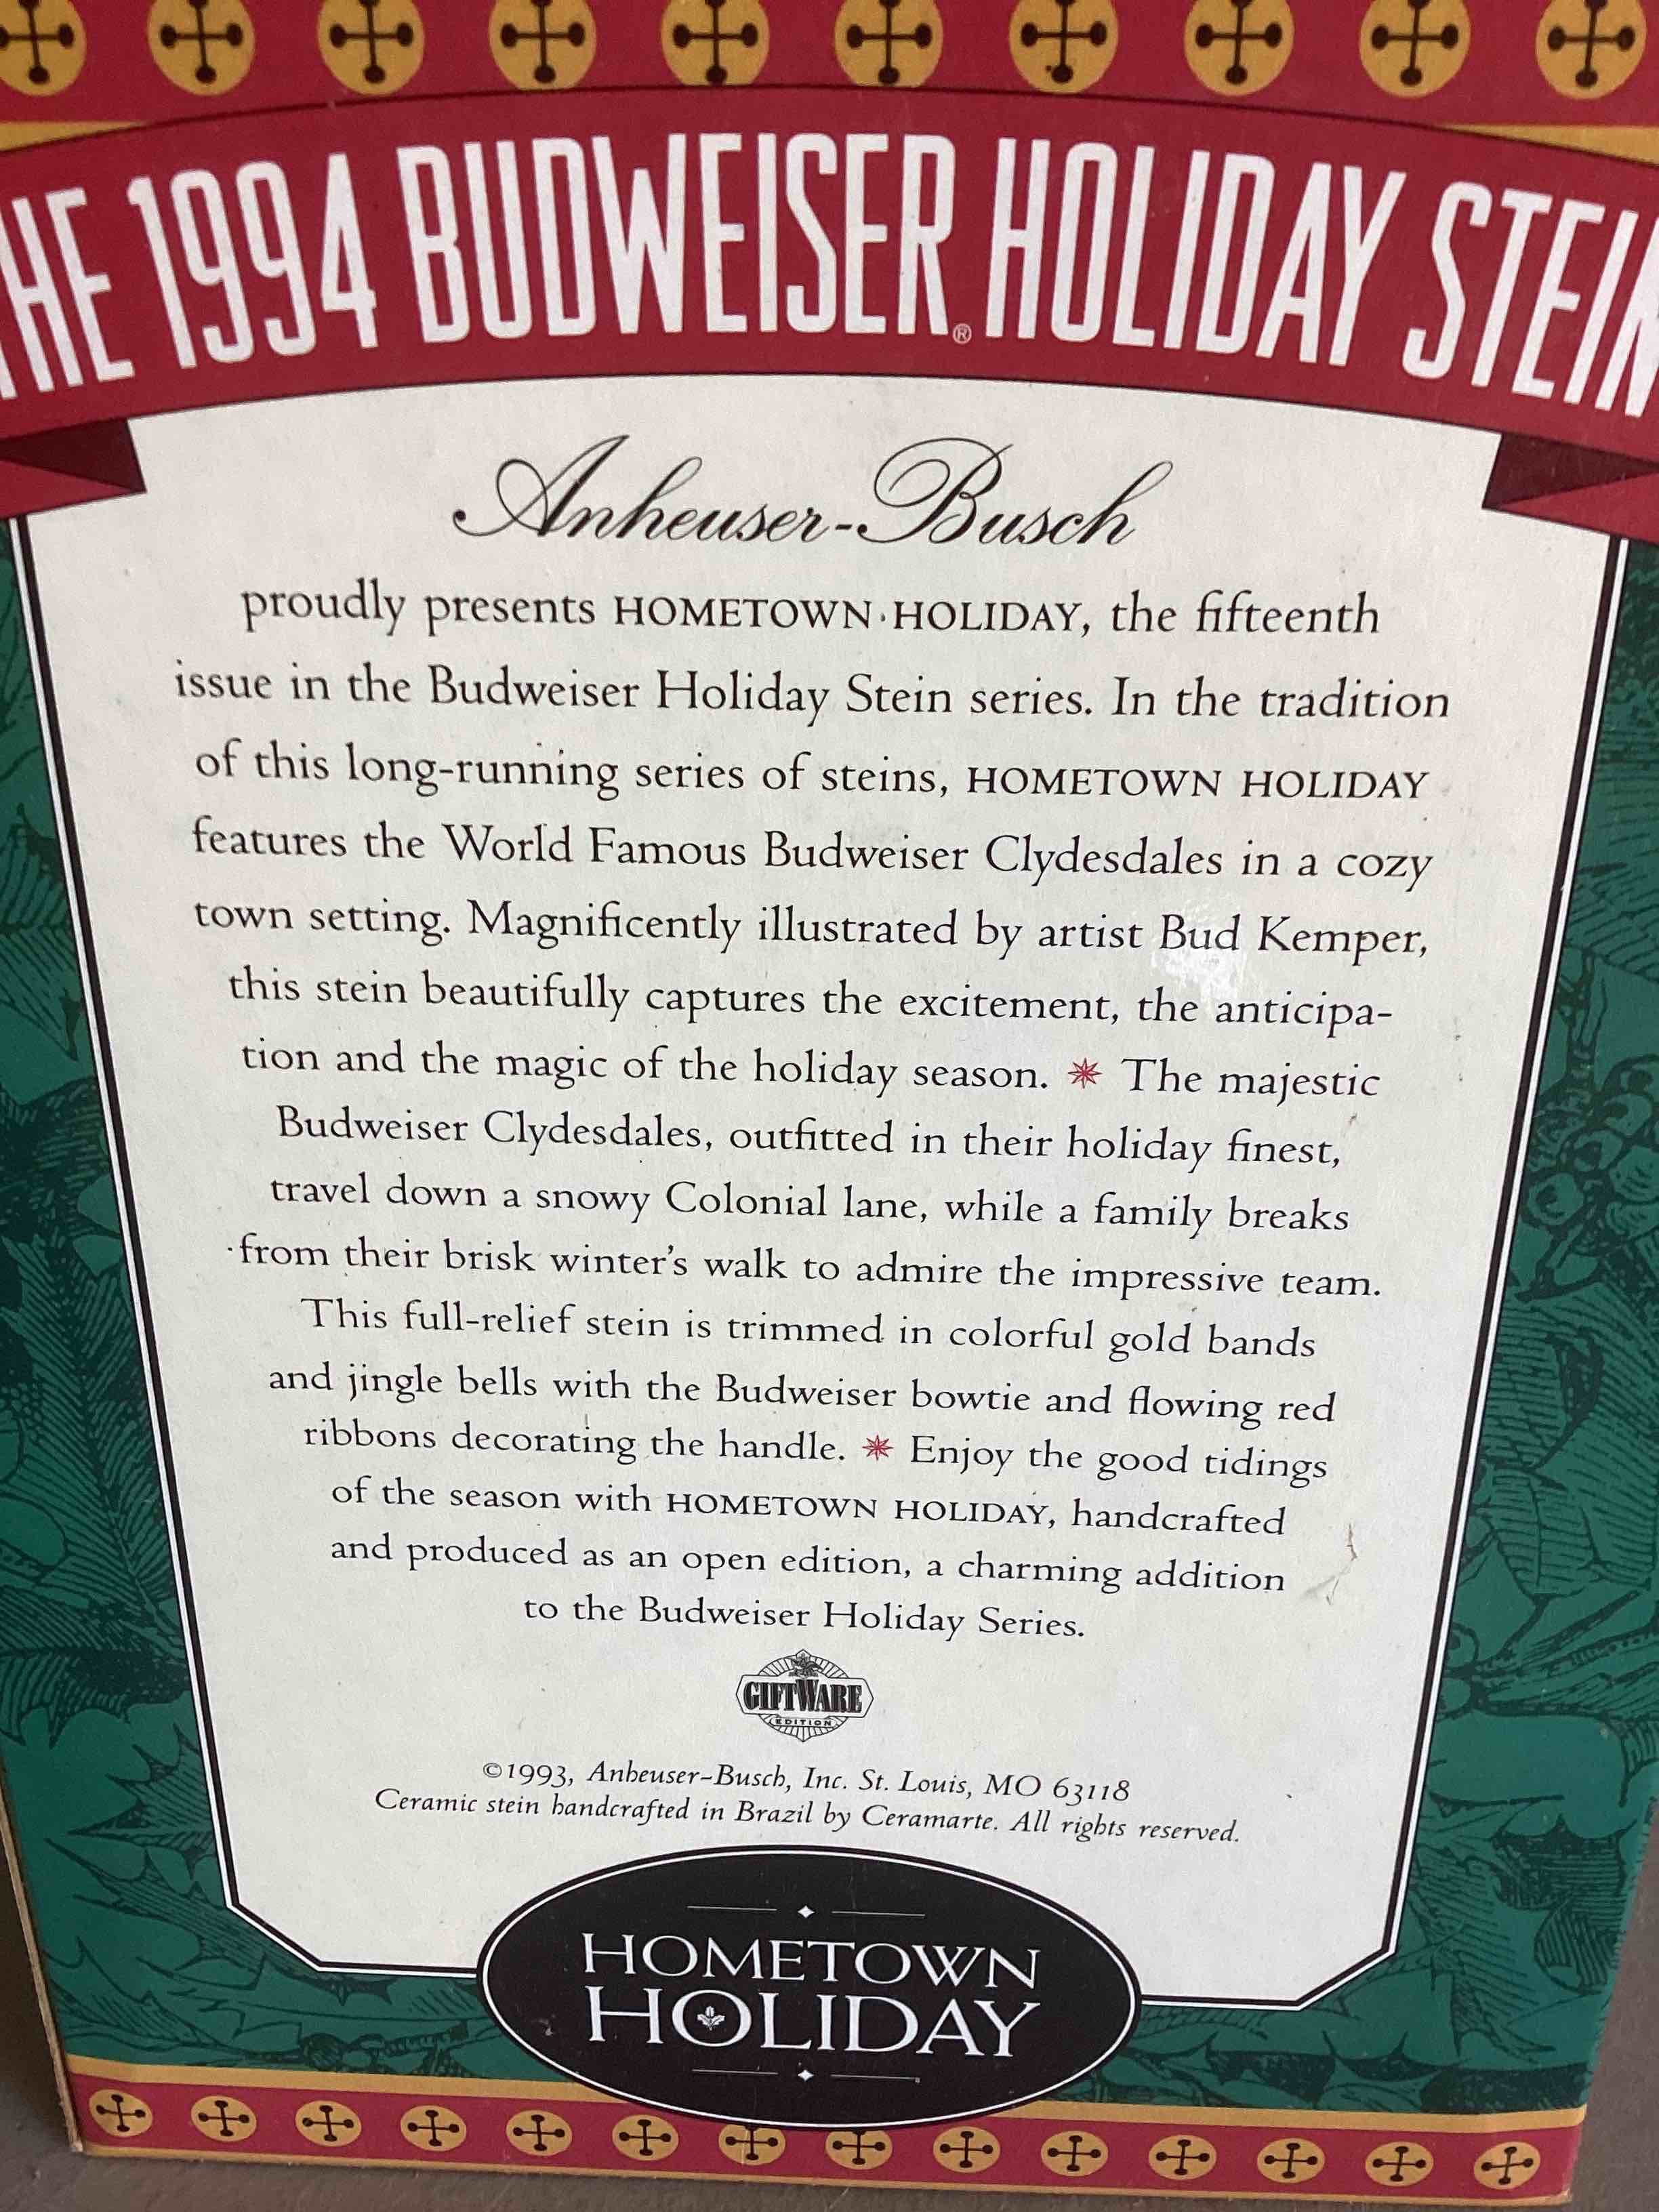 THE 1994 BUDWEISER® HOLIDAY STEIN
Anheuser-Busch
proudly presents HOMETOWN HOLIDAY, the fifteenth
issue in the Budweiser Holiday Stein series. In the tradition
of this long-running series of steins, HOMETOWN HOLIDAY
features the World Famous Budweiser Clydesdales in a cozy
town setting. Magnificently illustrated by artist Bud Kemper,
this stein beautifully captures the excitement, the anticipa-
tion and the magic of the holiday season. ✳ The majestic
Budweiser Clydesdales, outfitted in their holiday finest,
travel down a snowy Colonial lane, while a family breaks
from their brisk winter's walk to admire the impressive team.
This full-relief stein is trimmed in colorful gold bands
and jingle bells with the Budweiser bowtie and flowing red
ribbons decorating the handle. ✳ Enjoy the good tidings
of the season with HOMETOWN HOLIDAY, handcrafted
and produced as an open edition, a charming addition
to the Budweiser Holiday Series.
GIFTWARE
EDITION
©1993, Anheuser-Busch, Inc. St. Louis, MO 63118
Ceramic stein handcrafted in Brazil by Ceramarte. All rights reserved.
HOMETOWN
HOLIDAY